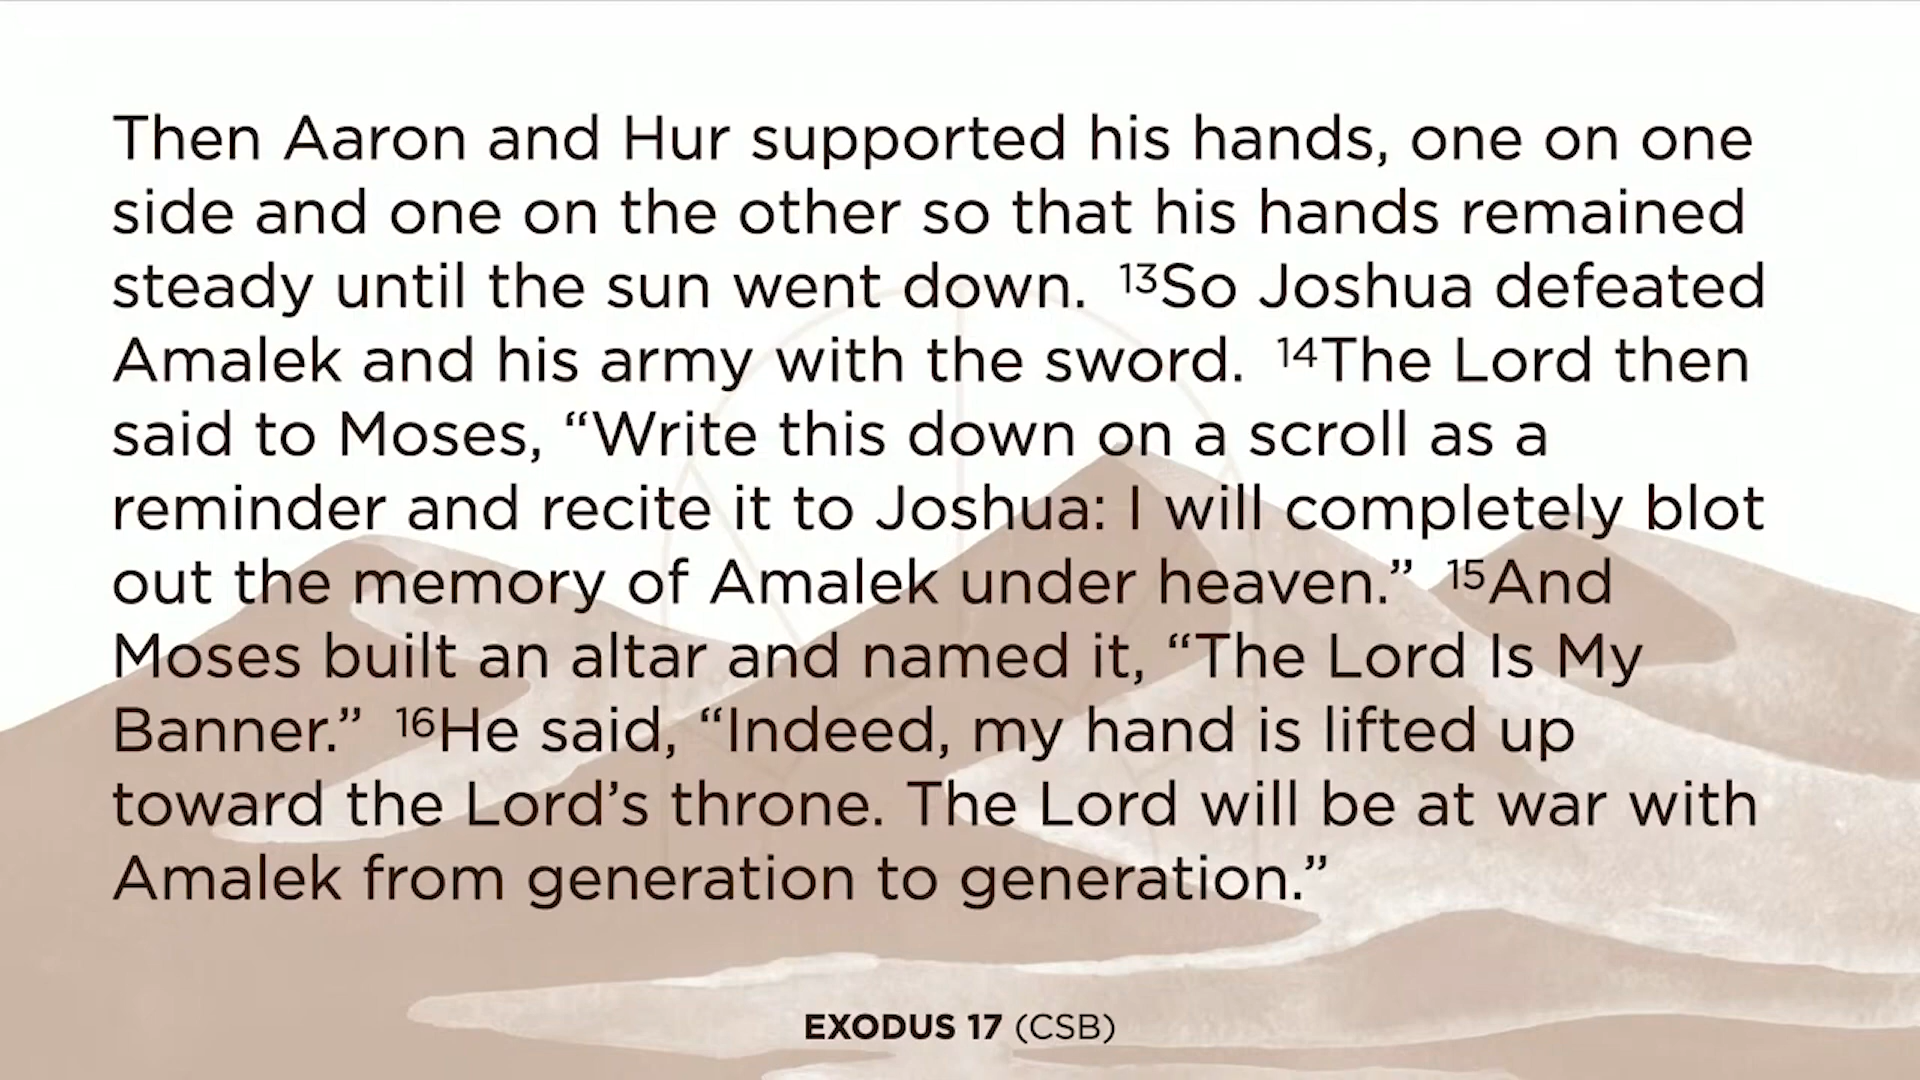 Then Aaron and Hur supported his hands, one on one
side and one on the other so that his hands remained
steady until the sun went down. ¹³So Joshua defeated
Amalek and his army with the sword. ¹⁴The Lord then
said to Moses, “Write this down on a scroll as a
reminder and recite it to Joshua: I will completely blot
out the memory of Amalek under heaven.” ¹⁵And
Moses built an altar and named it, “The Lord Is My
Banner.” ¹⁶He said, “Indeed, my hand is lifted up
toward the Lord’s throne. The Lord will be at war with
Amalek from generation to generation.”
EXODUS 17 (CSB)